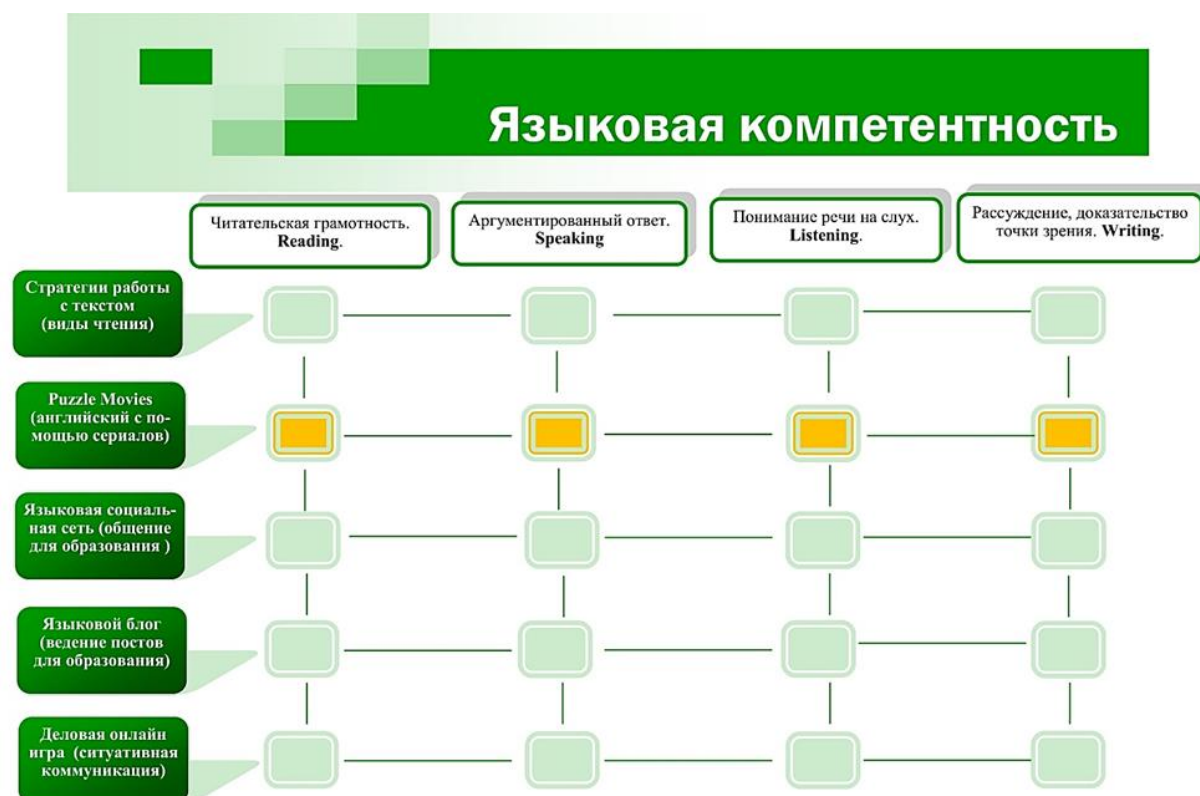 Языковая компетентность
Читательская грамотность.
Reading.
Аргументированный ответ.
Speaking
Понимание речи на слух.
Listening.
Рассуждение, доказательство
точки зрения. Writing.
Стратегии работы
с текстом
(виды чтения)
Puzzle Movies
(английский с по-
мощью сериалов)
Языковая социаль-
ная сеть (общение
для образования )
Языковой блог
(ведение постов
для образования)
Деловая онлайн
игра (ситуативная
коммуникация)